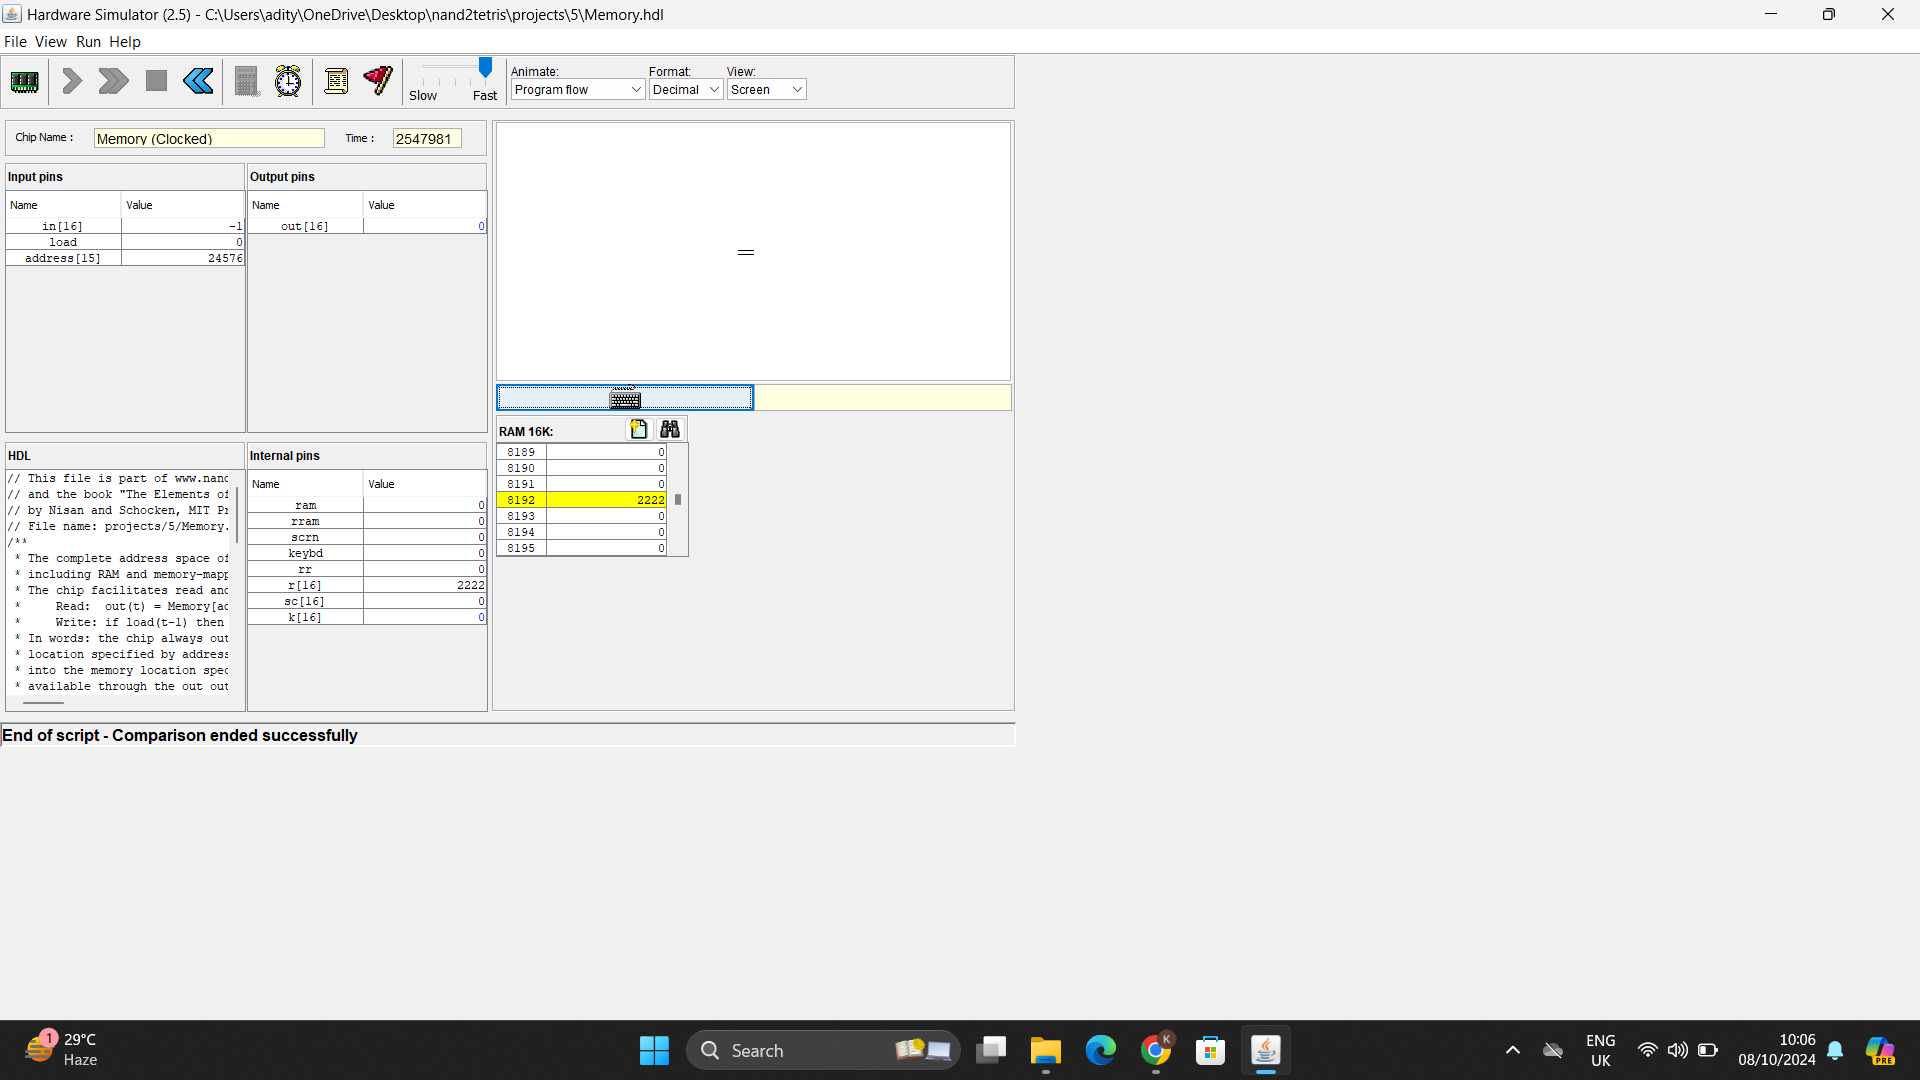 Hardware Simulator (2.5) - C:\Users\adity\OneDrive\Desktop\nand2tetris\projects\5\Memory.hdl
File View Run Help
Slow Fast
Animate: Format: View:
Program flow Decimal Screen
Chip Name : Memory (Clocked) Time : 2547981
Input pins
Name Value
in[16] -1
load 0
address[15] 24576
Output pins
Name Value
out[16] 0
HDL
// This file is part of www.nand
// and the book "The Elements of
// by Nisan and Schocken, MIT Pr
// File name: projects/5/Memory.
/**
* The complete address space of
* including RAM and memory-mapp
* The chip facilitates read and
* Read: out(t) = Memory[ad
* Write: if load(t-1) then
* In words: the chip always out
* location specified by address
* into the memory location spec
* available through the out out
Internal pins
Name Value
ram 0
rram 0
scrn 0
keybd 0
rr 0
r[16] 2222
sc[16] 0
k[16] 0
RAM 16K:
8189 0
8190 0
8191 0
8192 2222
8193 0
8194 0
8195 0
End of script - Comparison ended successfully
1
29°C
Haze
Search
K
ENG
UK
10:06
08/10/2024
PRE